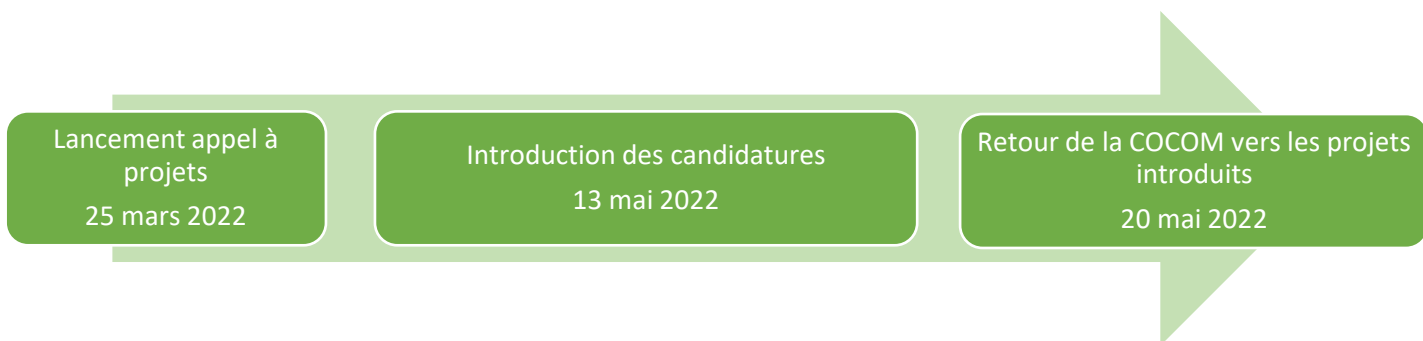 Lancement appel à
projets
25 mars 2022
Introduction des candidatures
13 mai 2022
Retour de la COCOM vers les projets
introduits
20 mai 2022